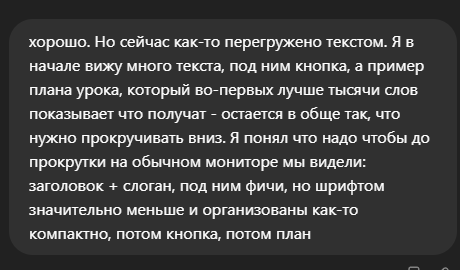 хорошо. Но сейчас как-то перегружено текстом. Я в
начале вижу много текста, под ним кнопка, а пример
плана урока, который во-первых лучше тысячи слов
показывает что получат - остается в обще так, что
нужно прокручивать вниз. Я понял что надо чтобы до
прокрутки на обычном мониторе мы видели:
заголовок + слоган, под ним фичи, но шрифтом
значительно меньше и организованы как-то
компактно, потом кнопка, потом план